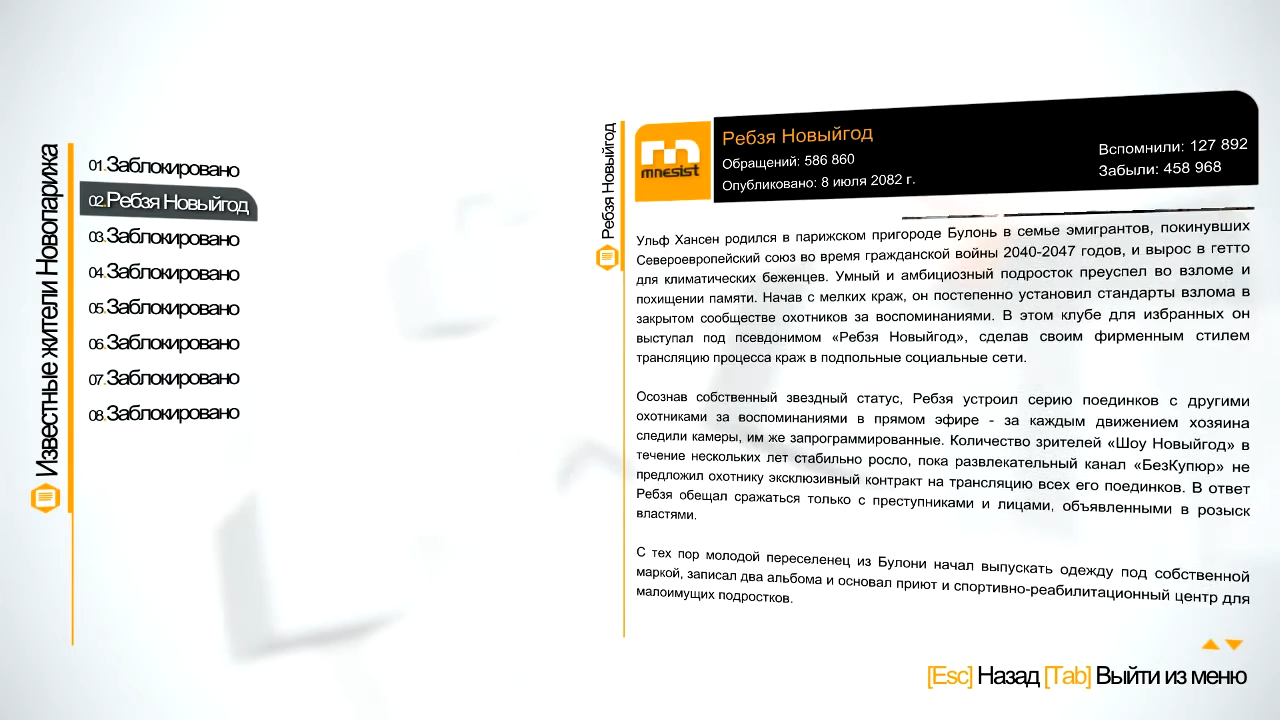 Известные жители Новопарижа
01.Заблокировано
02.Ребзя Новыйгод
03.Заблокировано
04.Заблокировано
05.Заблокировано
06.Заблокировано
07.Заблокировано
08.Заблокировано
Ребзя Новыйгод
mnesist
Ребзя Новыйгод
Обращений: 586 860
Опубликовано: 8 июля 2082 г.
Вспомнили: 127 892
Забыли: 458 968
Ульф Хансен родился в парижском пригороде Булонь в семье эмигрантов, покинувших
Североевропейский союз во время гражданской войны 2040-2047 годов, и вырос в гетто
для климатических беженцев. Умный и амбициозный подросток преуспел во взломе и
похищении памяти. Начав с мелких краж, он постепенно установил стандарты взлома в
закрытом сообществе охотников за воспоминаниями. В этом клубе для избранных он
выступал под псевдонимом «Ребзя Новыйгод», сделав своим фирменным стилем
трансляцию процесса краж в подпольные социальные сети.
Осознав собственный звездный статус, Ребзя устроил серию поединков с другими
охотниками за воспоминаниями в прямом эфире - за каждым движением хозяина
следили камеры, им же запрограммированные. Количество зрителей «Шоу Новыйгод» в
течение нескольких лет стабильно росло, пока развлекательный канал «БезКупюр» не
предложил охотнику эксклюзивный контракт на трансляцию всех его поединков. В ответ
Ребзя обещал сражаться только с преступниками и лицами, объявленными в розыск
властями.
С тех пор молодой переселенец из Булони начал выпускать одежду под собственной
маркой, записал два альбома и основал приют и спортивно-реабилитационный центр для
малоимущих подростков.
[Esc] Назад [Tab] Выйти из меню